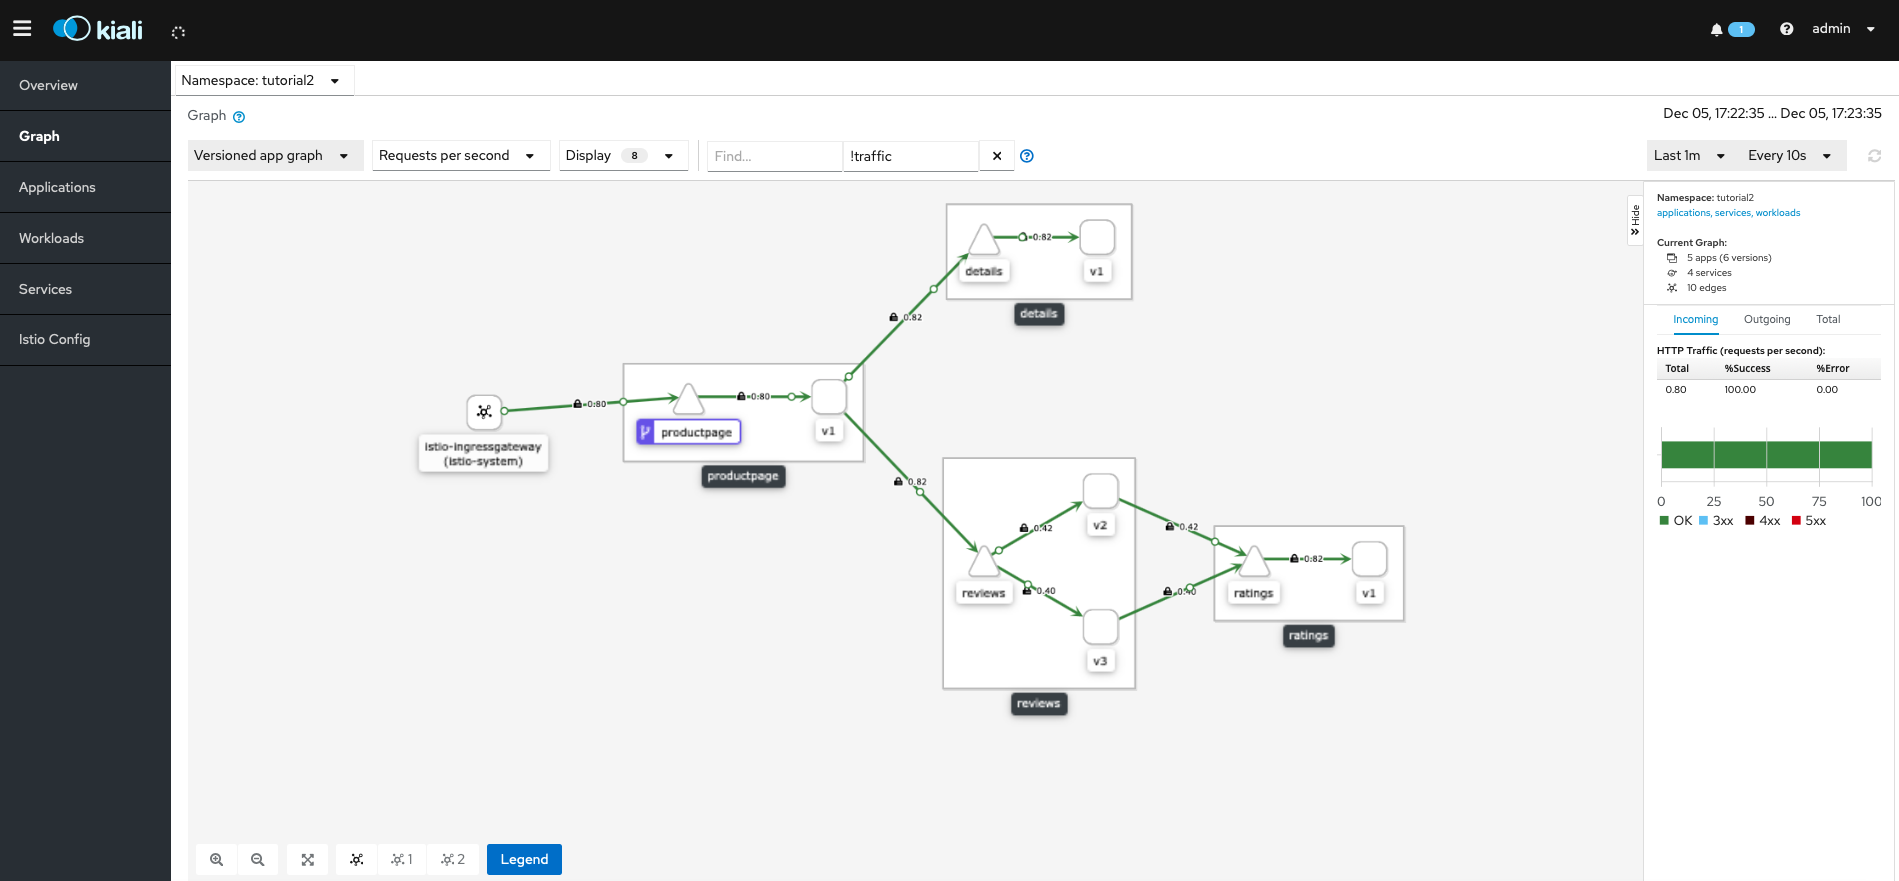 kiali
1
admin
Overview
Graph
Applications
Workloads
Services
Istio Config
Namespace: tutorial2
Graph
Dec 05, 17:22:35 ... Dec 05, 17:23:35
Versioned app graph
Requests per second
Display 8
Find...
!traffic
Last 1m
Every 10s
Hide
details
v1
0.82
details
0.82
istio-ingressgateway
(istio-system)
0.80
productpage
0.80
v1
productpage
0.82
reviews
0.42
v2
0.40
v3
reviews
0.42
0.40
ratings
0.82
v1
ratings
1
2
Legend
Namespace: tutorial2
applications, services, workloads
Current Graph:
5 apps (6 versions)
4 services
10 edges
Incoming Outgoing Total
HTTP Traffic (requests per second):
Total %Success %Error
0.80 100.00 0.00
0 25 50 75 100
OK 3xx 4xx 5xx